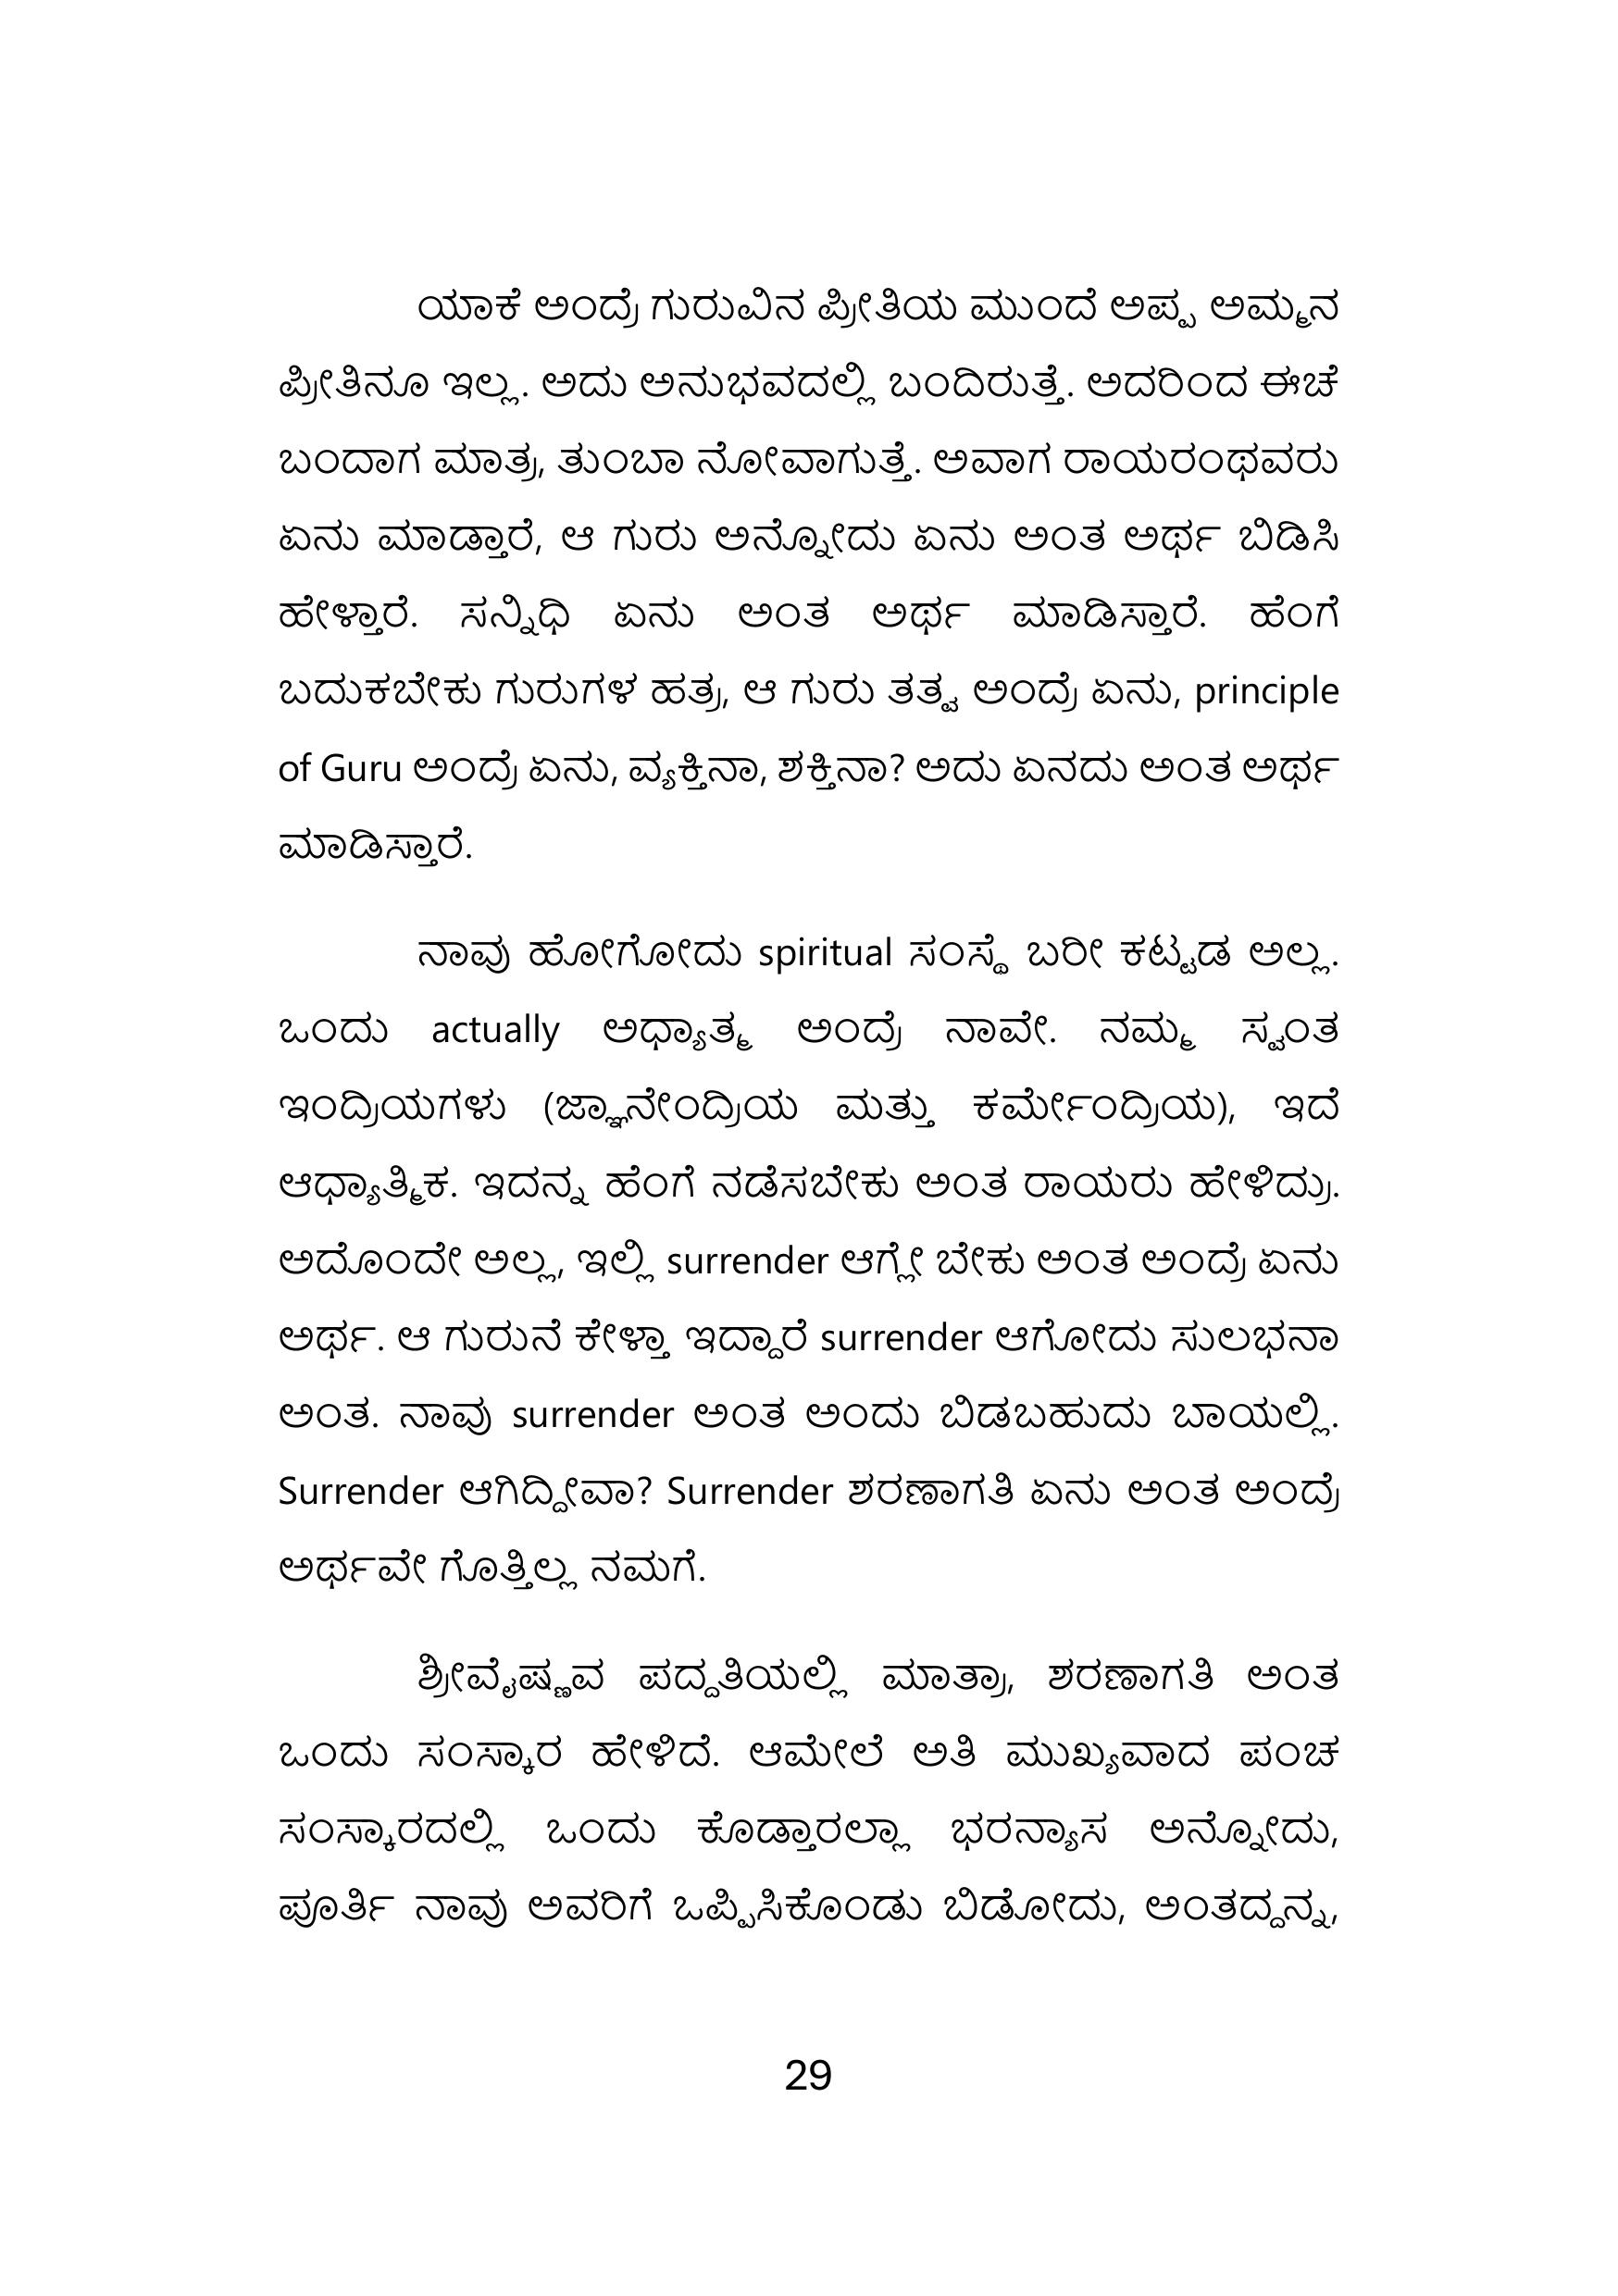 ಯಾಕೆ ಅಂದ್ರೆ ಗುರುವಿನ ಪ್ರೀತಿಯ ಮುಂದೆ ಅಪ್ಪ ಅಮ್ಮನ
ಪ್ರೀತಿನೂ ಇಲ್ಲ. ಅದು ಅನುಭವದಲ್ಲಿ ಬಂದಿರುತ್ತೆ. ಅದರಿಂದ ಈಚೆ
ಬಂದಾಗ ಮಾತ್ರ, ತುಂಬಾ ನೋವಾಗುತ್ತೆ. ಅವಾಗ ರಾಯರಂಥವರು
ಏನು ಮಾಡ್ತಾರೆ, ಆ ಗುರು ಅನ್ನೋದು ಏನು ಅಂತ ಅರ್ಥ ಬಿಡಿಸಿ
ಹೇಳ್ತಾರೆ. ಸನ್ನಿಧಿ ಏನು ಅಂತ ಅರ್ಥ ಮಾಡಿಸ್ತಾರೆ. ಹೆಂಗೆ
ಬದುಕಬೇಕು ಗುರುಗಳ ಹತ್ರ, ಆ ಗುರು ತತ್ವ ಅಂದ್ರೆ ಏನು, principle
of Guru ಅಂದ್ರೆ ಏನು, ವ್ಯಕ್ತಿನಾ, ಶಕ್ತಿನಾ? ಅದು ಏನದು ಅಂತ ಅರ್ಥ
ಮಾಡಿಸ್ತಾರೆ.
ನಾವು ಹೋಗೋದು spiritual ಸಂಸ್ಥೆ ಬರೀ ಕಟ್ಟಡ ಅಲ್ಲ.
ಒಂದು actually ಅಧ್ಯಾತ್ಮ ಅಂದ್ರೆ ನಾವೇ. ನಮ್ಮ ಸ್ವಂತ
ಇಂದ್ರಿಯಗಳು (ಜ್ಞಾನೇಂದ್ರಿಯ ಮತ್ತು ಕರ್ಮೇಂದ್ರಿಯ), ಇದೆ
ಆಧ್ಯಾತ್ಮಿಕ. ಇದನ್ನ ಹೆಂಗೆ ನಡೆಸಬೇಕು ಅಂತ ರಾಯರು ಹೇಳಿದ್ರು.
ಅದೊಂದೇ ಅಲ್ಲ, ಇಲ್ಲಿ surrender ಆಗ್ಲೇ ಬೇಕು ಅಂತ ಅಂದ್ರೆ ಏನು
ಅರ್ಥ. ಆ ಗುರುನೆ ಕೇಳ್ತಾ ಇದ್ದಾರೆ surrender ಆಗೋದು ಸುಲಭನಾ
ಅಂತ. ನಾವು surrender ಅಂತ ಅಂದು ಬಿಡಬಹುದು ಬಾಯಲ್ಲಿ.
Surrender ಆಗಿದ್ದೀವಾ? Surrender ಶರಣಾಗತಿ ಏನು ಅಂತ ಅಂದ್ರೆ
ಅರ್ಥವೇ ಗೊತ್ತಿಲ್ಲ ನಮಗೆ.
ಶ್ರೀವೈಷ್ಣವ ಪದ್ದತಿಯಲ್ಲಿ ಮಾತ್ರಾ, ಶರಣಾಗತಿ ಅಂತ
ಒಂದು ಸಂಸ್ಕಾರ ಹೇಳಿದೆ. ಆಮೇಲೆ ಅತಿ ಮುಖ್ಯವಾದ ಪಂಚ
ಸಂಸ್ಕಾರದಲ್ಲಿ ಒಂದು ಕೊಡ್ತಾರಲ್ಲಾ ಭರನ್ಯಾಸ ಅನ್ನೋದು,
ಪೂರ್ತಿ ನಾವು ಅವರಿಗೆ ಒಪ್ಪಿಸಿಕೊಂಡು ಬಿಡೋದು, ಅಂತದ್ದನ್ನ,
29